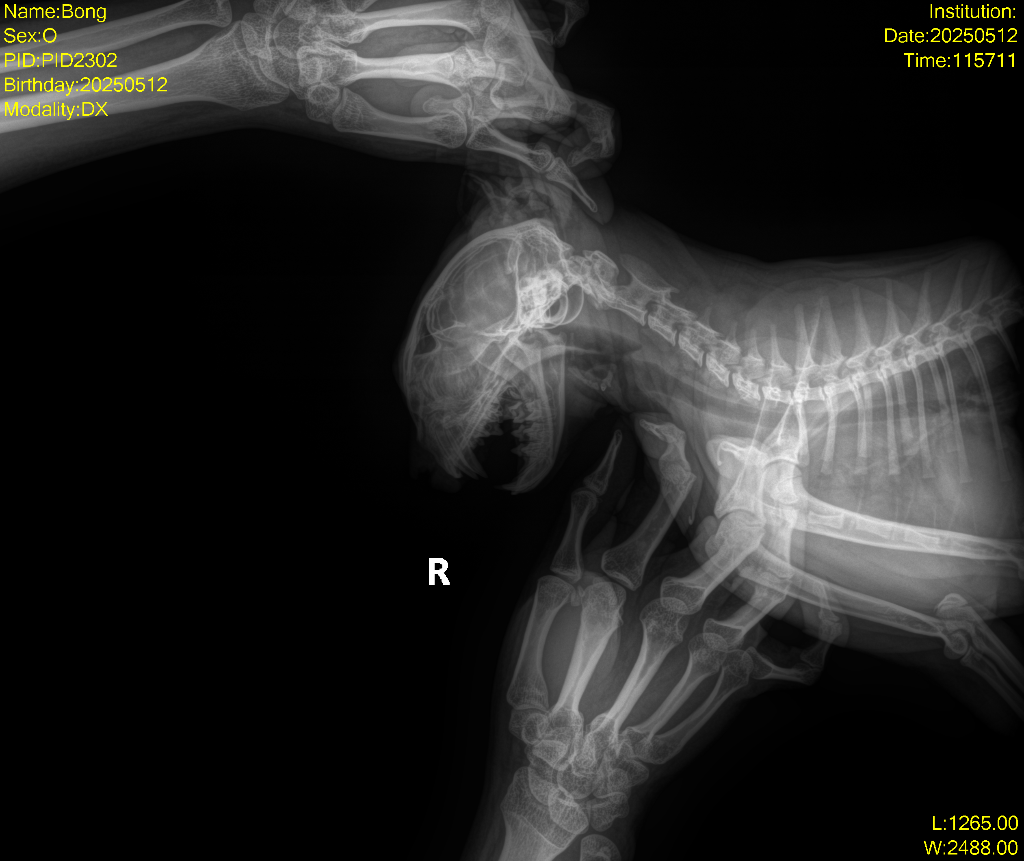 Name:Bong
Sex:O
PID:PID2302
Birthday:20250512
Modality:DX
Institution:
Date:20250512
Time:115711
R
L:1265.00
W:2488.00